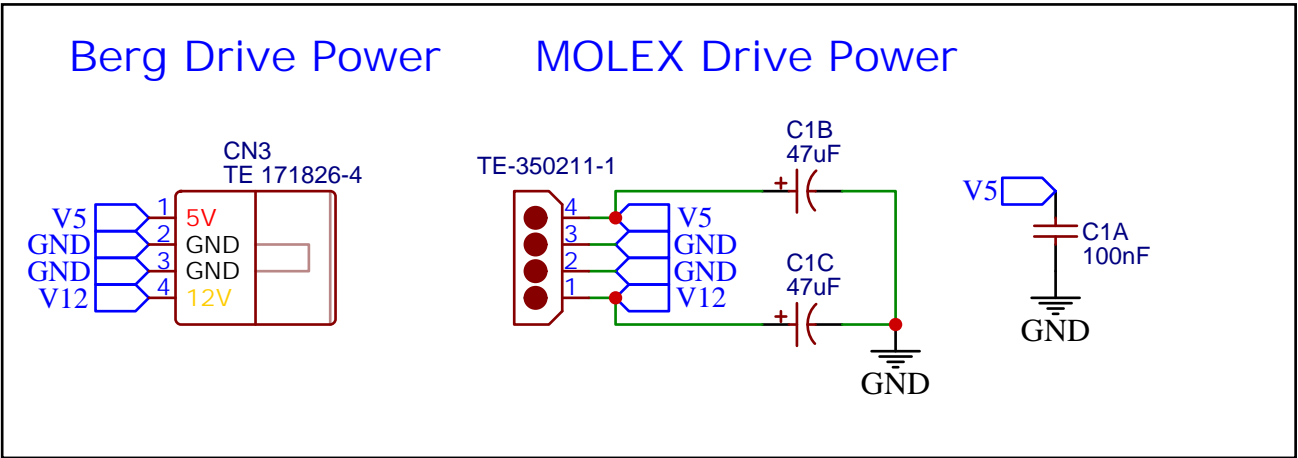 Berg Drive Power
MOLEX Drive Power
CN3
TE 171826-4
V5 1 5V
GND 2 GND
GND 3 GND
V12 4 12V
TE-350211-1
4 V5
3 GND
2 GND
1 V12
C1B
47uF
+
C1C
47uF
+
GND
V5
C1A
100nF
GND